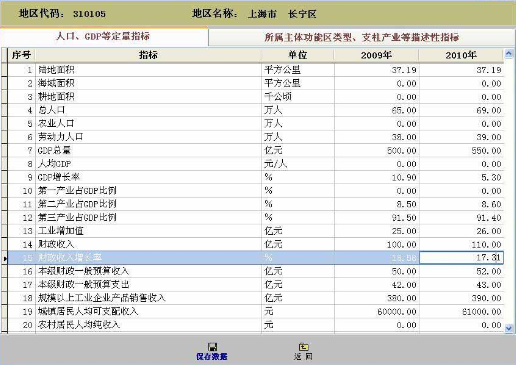 地区代码： 310105 地区名称： 上海市 长宁区
人口、GDP等定量指标 所属主体功能区类型、支柱产业等描述性指标
序号 指标 单位 2009年 2010年
1 陆地面积 平方公里 37.19 37.19
2 海域面积 平方公里 0.00 0.00
3 耕地面积 千公顷 0.00 0.00
4 总人口 万人 65.00 69.00
5 农业人口 万人 0.00 0.00
6 劳动力人口 万人 38.00 39.00
7 GDP总量 亿元 500.00 550.00
8 人均GDP 元/人 0.00 0.00
9 GDP增长率 % 10.90 5.30
10 第一产业占GDP比例 % 0.00 0.00
11 第二产业占GDP比例 % 8.50 8.60
12 第三产业占GDP比例 % 91.50 91.40
13 工业增加值 亿元 25.00 26.00
14 财政收入 亿元 100.00 110.00
15 财政收入增长率 % 17.31
16 本级财政一般预算收入 亿元 50.00 52.00
17 本级财政一般预算支出 亿元 42.00 43.00
18 规模以上工业企业产品销售收入 亿元 380.00 390.00
19 城镇居民人均可支配收入 元 60000.00 61000.00
20 农村居民人均纯收入 元 0.00 0.00
保存数据 返 回